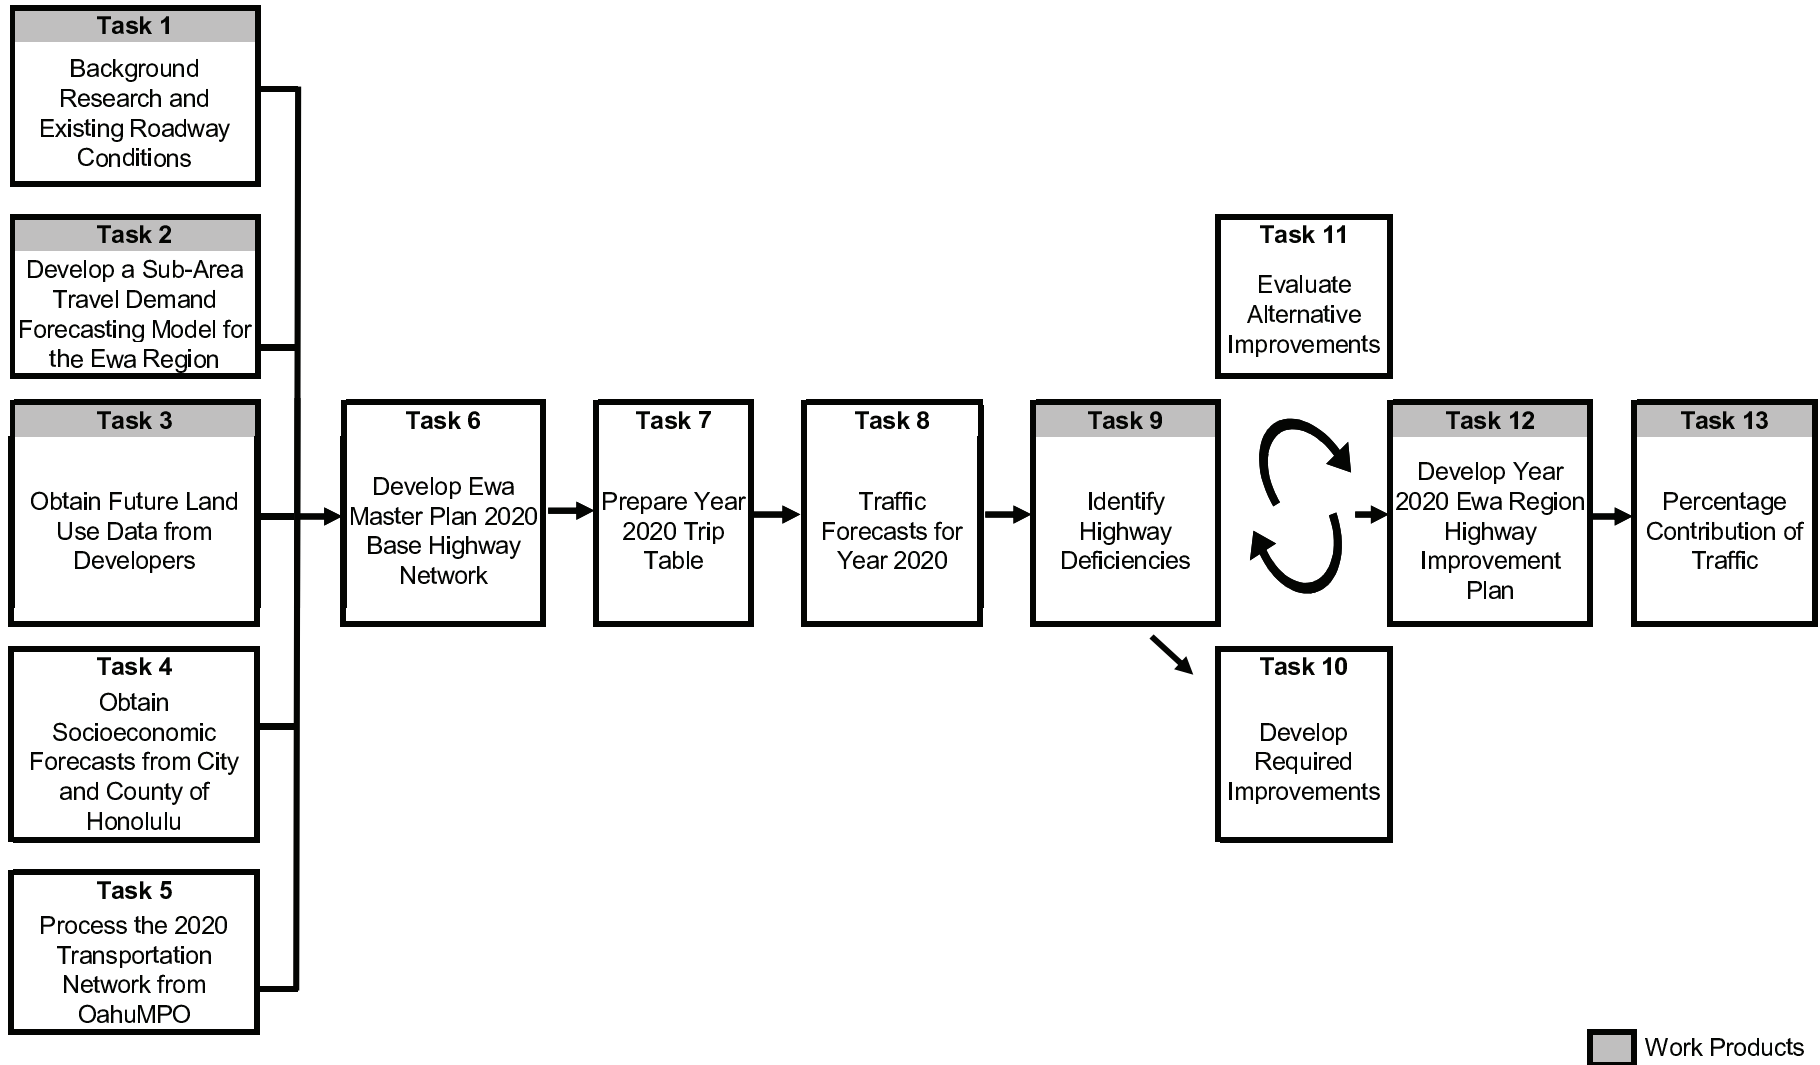 Task 1
Background
Research and
Existing Roadway
Conditions
Task 2
Develop a Sub-Area
Travel Demand
Forecasting Model for
the Ewa Region
Task 3
Obtain Future Land
Use Data from
Developers
Task 4
Obtain
Socioeconomic
Forecasts from City
and County of
Honolulu
Task 5
Process the 2020
Transportation
Network from
OahuMPO
Task 6
Develop Ewa
Master Plan 2020
Base Highway
Network
Task 7
Prepare Year
2020 Trip
Table
Task 8
Traffic
Forecasts for
Year 2020
Task 9
Identify
Highway
Deficiencies
Task 11
Evaluate
Alternative
Improvements
Task 10
Develop
Required
Improvements
Task 12
Develop Year
2020 Ewa Region
Highway
Improvement
Plan
Task 13
Percentage
Contribution of
Traffic
Work Products